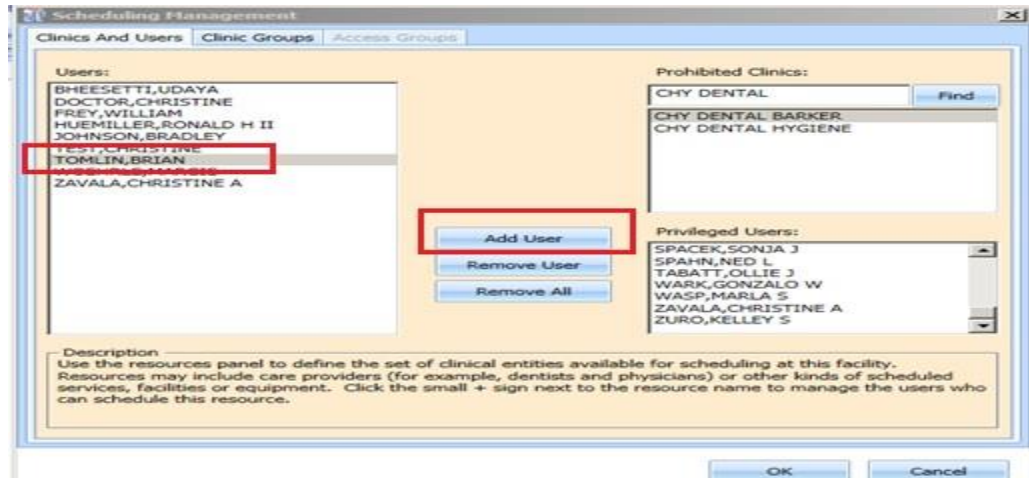 Scheduling Management
Clinics And Users
Clinic Groups
Access Groups
Users:
BHEESETTI,UDAYA
DOCTOR,CHRISTINE
FREY,WILLIAM
HUEMILLER,RONALD H II
JOHNSON,BRADLEY
TEST,CHRISTINE
TOMLIN,BRIAN
ZAVALA,CHRISTINE A
Add User
Remove User
Remove All
Prohibited Clinics:
CHY DENTAL
Find
CHY DENTAL BARKER
CHY DENTAL HYGIENE
Privileged Users:
SPACEK,SONJA J
SPAHN,NED L
TABATT,OLLIE J
WARK,GONZALO W
WASP,MARLA S
ZAVALA,CHRISTINE A
ZURO,KELLEY S
Description
Use the resources panel to define the set of clinical entities available for scheduling at this facility.
Resources may include care providers (for example, dentists and physicians) or other kinds of scheduled
services, facilities or equipment. Click the small + sign next to the resource name to manage the users who
can schedule this resource.
OK
Cancel